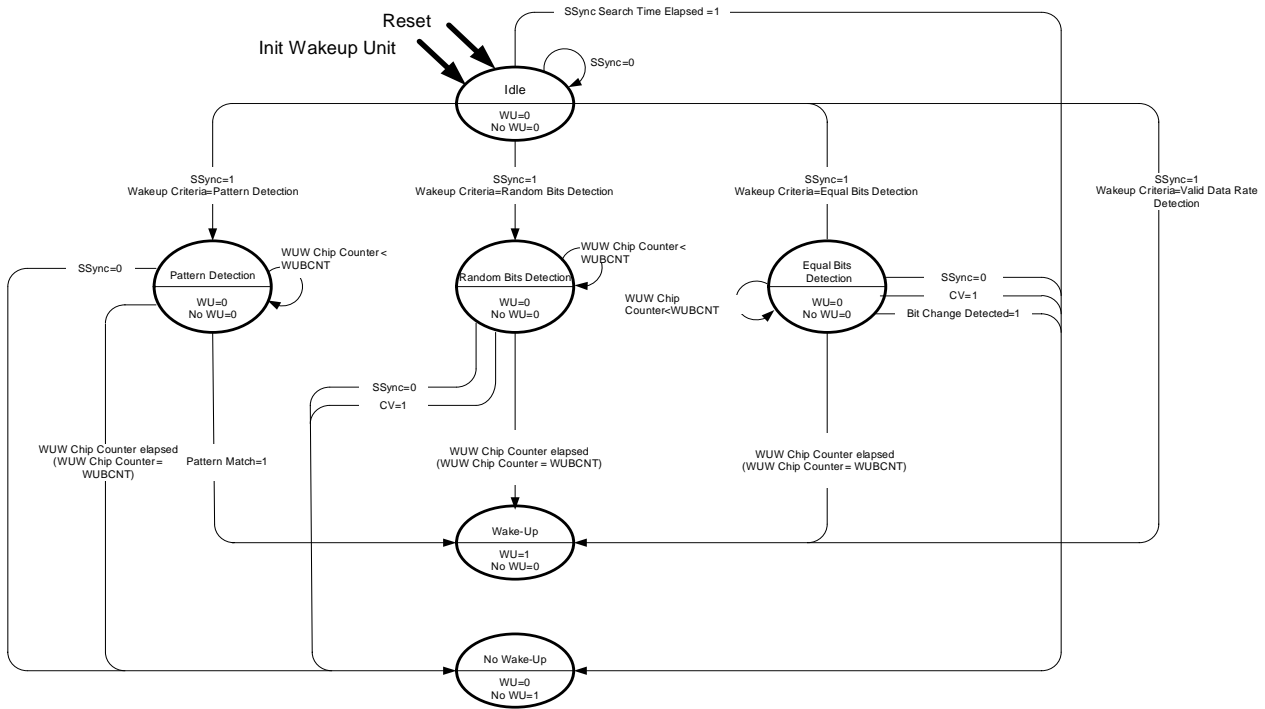 SSync Search Time Elapsed =1
Reset
Init Wakeup Unit
SSync=0
Idle
WU=0
No WU=0
SSync=1
Wakeup Criteria=Pattern Detection
SSync=1
Wakeup Criteria=Random Bits Detection
SSync=1
Wakeup Criteria=Equal Bits Detection
SSync=1
Wakeup Criteria=Valid Data Rate
Detection
SSync=0
Pattern Detection
WU=0
No WU=0
WUW Chip Counter<
WUBCNT
Random Bits Detection
WU=0
No WU=0
WUW Chip Counter<
WUBCNT
WUW Chip
Counter<WUBCNT
Equal Bits
Detection
WU=0
No WU=0
SSync=0
CV=1
Bit Change Detected=1
SSync=0
CV=1
WUW Chip Counter elapsed
(WUW Chip Counter=
WUBCNT)
Pattern Match=1
WUW Chip Counter elapsed
(WUW Chip Counter = WUBCNT)
WUW Chip Counter elapsed
(WUW Chip Counter= WUBCNT)
Wake-Up
WU=1
No WU=0
No Wake-Up
WU=0
No WU=1